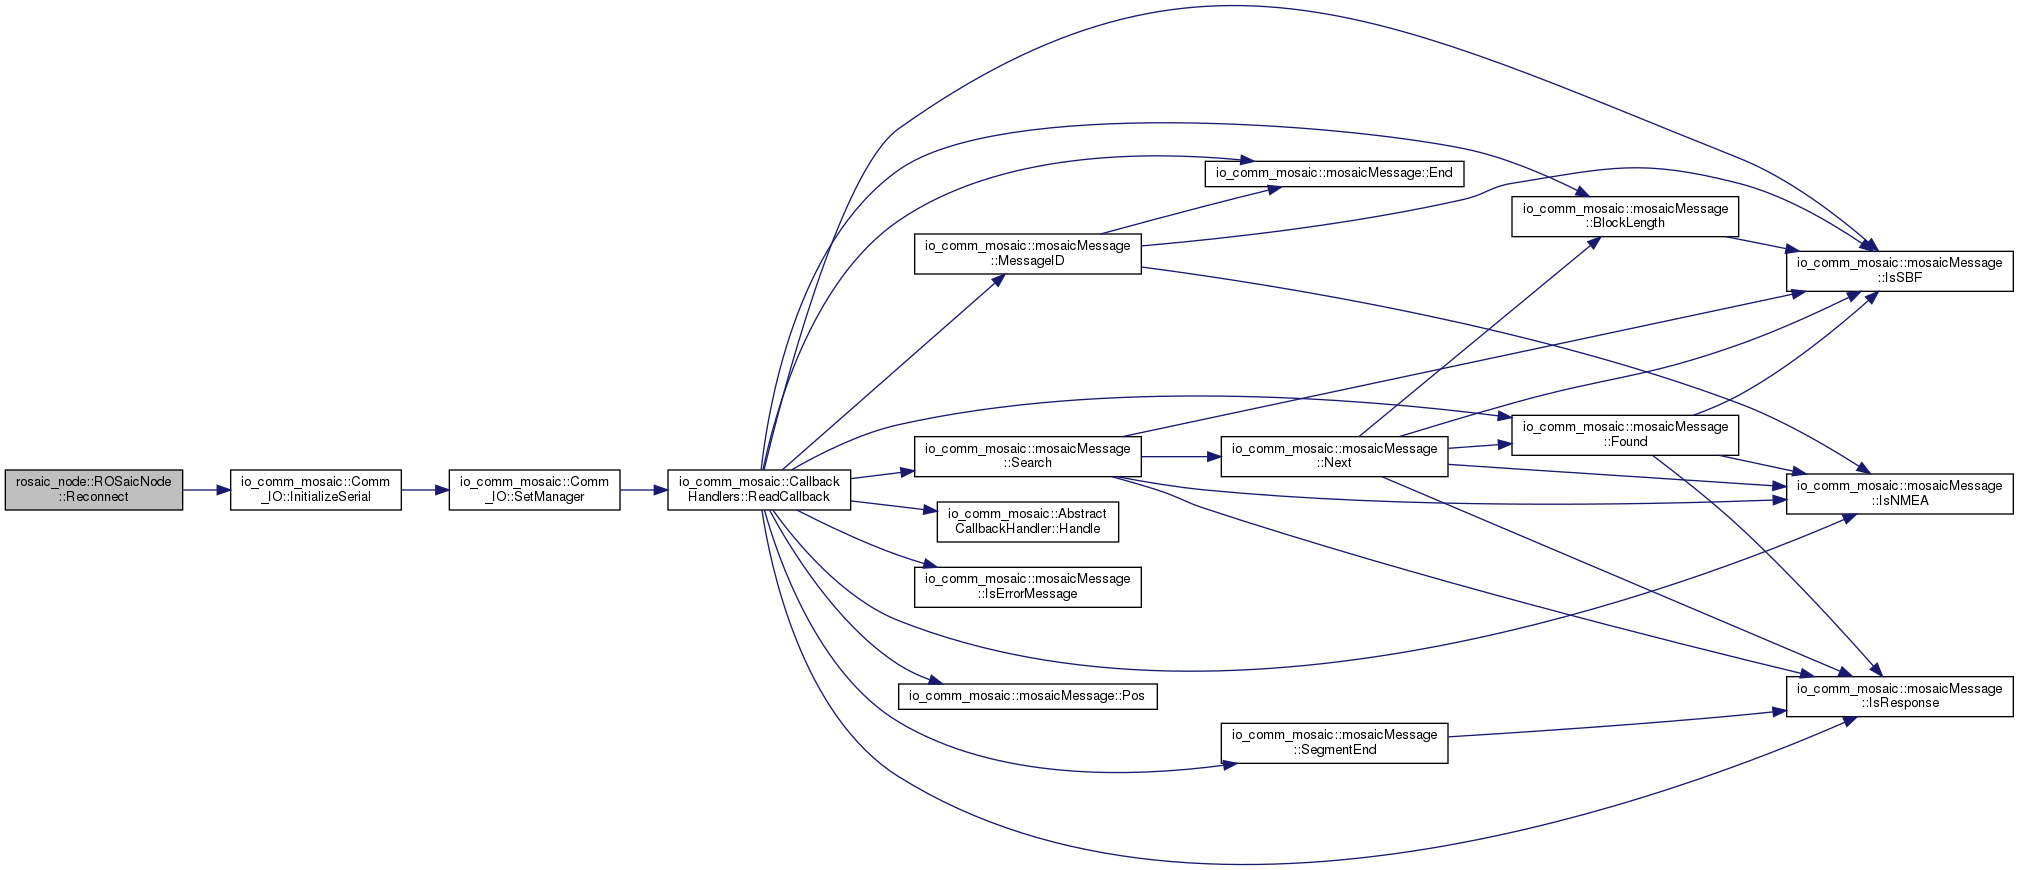 rosaic_node::ROSaicNode
::Reconnect
io_comm_mosaic::Comm
_IO::InitializeSerial
io_comm_mosaic::Comm
_IO::SetManager
io_comm_mosaic::Callback
Handlers::ReadCallback
io_comm_mosaic::mosaicMessage
::MessageID
io_comm_mosaic::mosaicMessage
::Search
io_comm_mosaic::Abstract
CallbackHandler::Handle
io_comm_mosaic::mosaicMessage
::IsErrorMessage
io_comm_mosaic::mosaicMessage::Pos
io_comm_mosaic::mosaicMessage::End
io_comm_mosaic::mosaicMessage
::Next
io_comm_mosaic::mosaicMessage
::SegmentEnd
io_comm_mosaic::mosaicMessage
::BlockLength
io_comm_mosaic::mosaicMessage
::Found
io_comm_mosaic::mosaicMessage
::IsSBF
io_comm_mosaic::mosaicMessage
::IsNMEA
io_comm_mosaic::mosaicMessage
::IsResponse